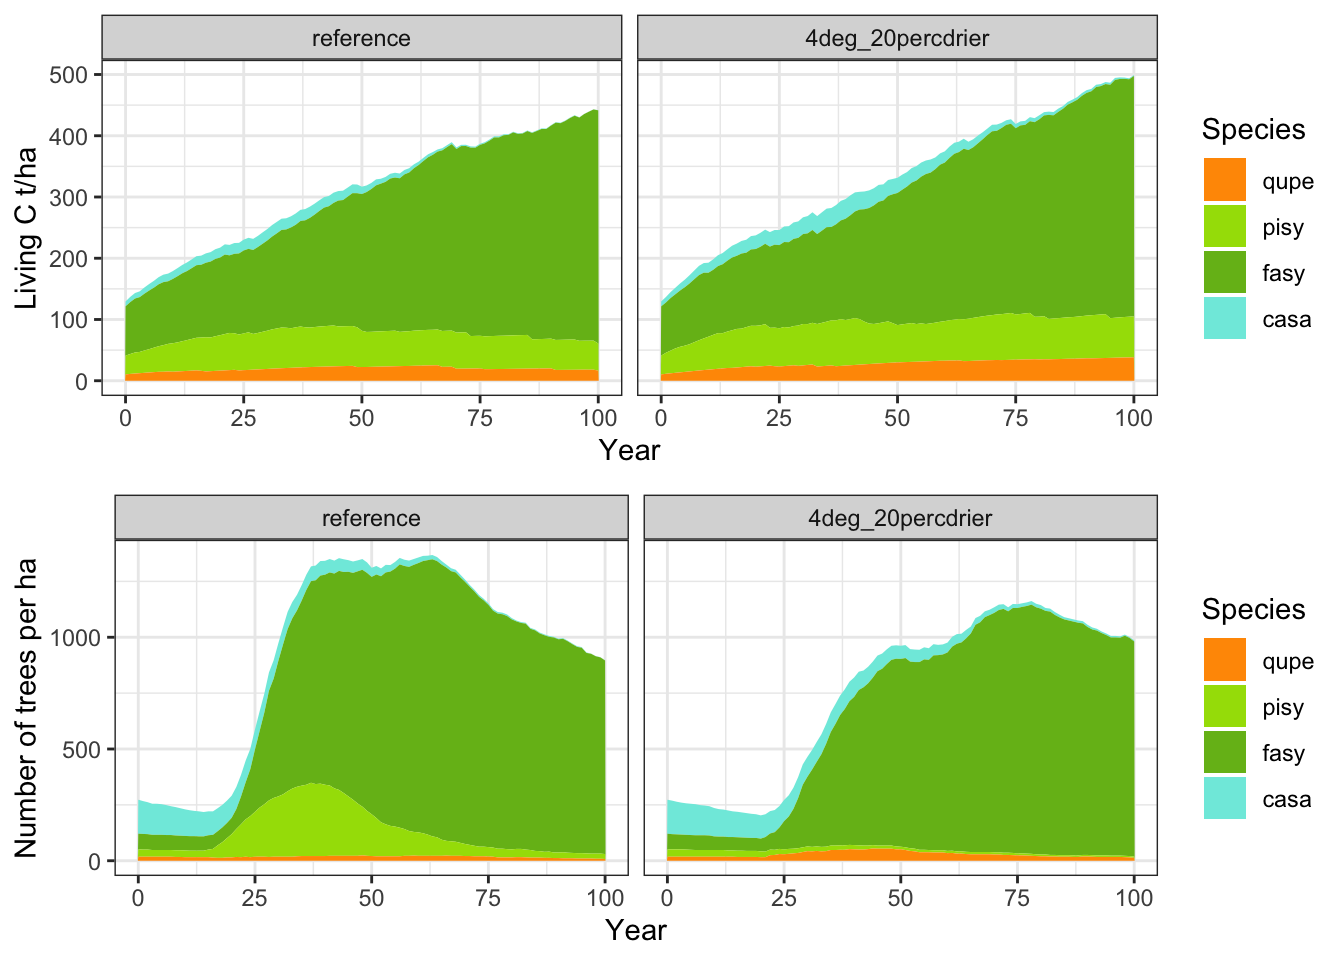 reference
4deg_20percdrier
Living C t/ha
500
400
300
200
100
0
0 25 50 75 100
0 25 50 75 100
Year
Species
qupe
pisy
fasy
casa
reference
4deg_20percdrier
Number of trees per ha
1000
500
0
0 25 50 75 100
0 25 50 75 100
Year
Species
qupe
pisy
fasy
casa